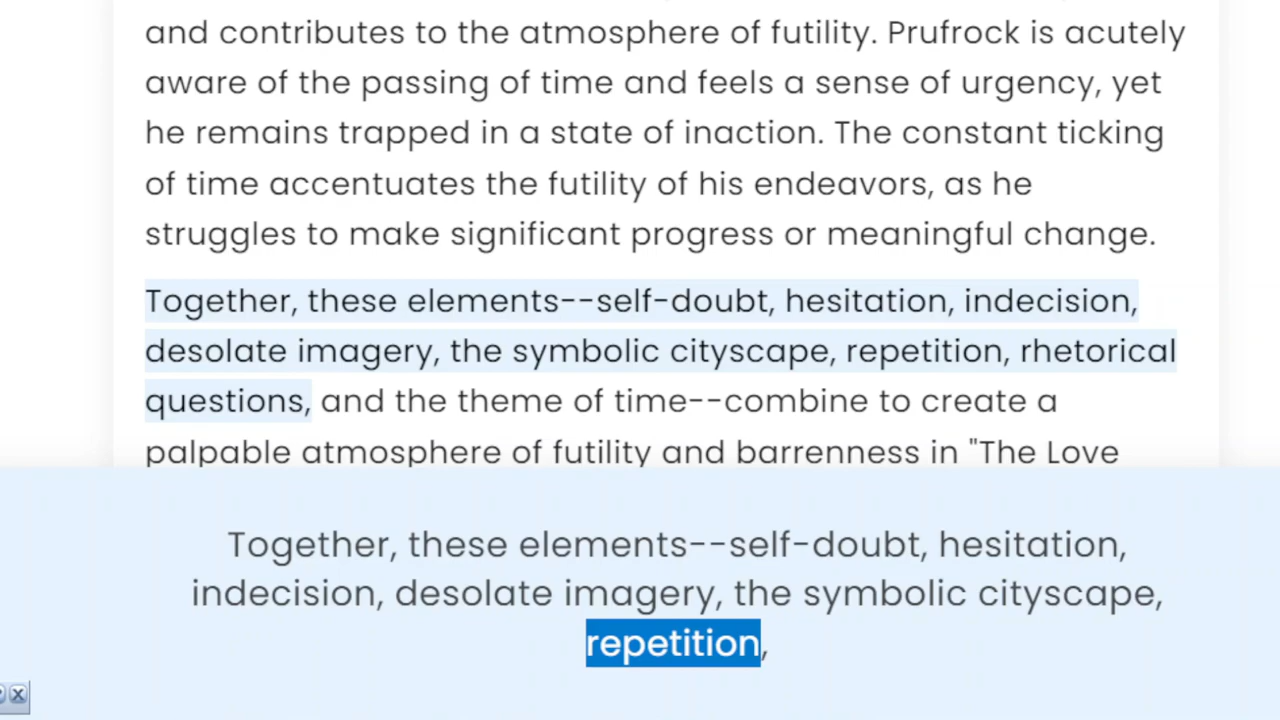 and contributes to the atmosphere of futility. Prufrock is acutely
aware of the passing of time and feels a sense of urgency, yet
he remains trapped in a state of inaction. The constant ticking
of time accentuates the futility of his endeavors, as he
struggles to make significant progress or meaningful change.
Together, these elements--self-doubt, hesitation, indecision,
desolate imagery, the symbolic cityscape, repetition, rhetorical
questions, and the theme of time--combine to create a
palpable atmosphere of futility and barrenness in "The Love
Together, these elements--self-doubt, hesitation,
indecision, desolate imagery, the symbolic cityscape,
repetition,